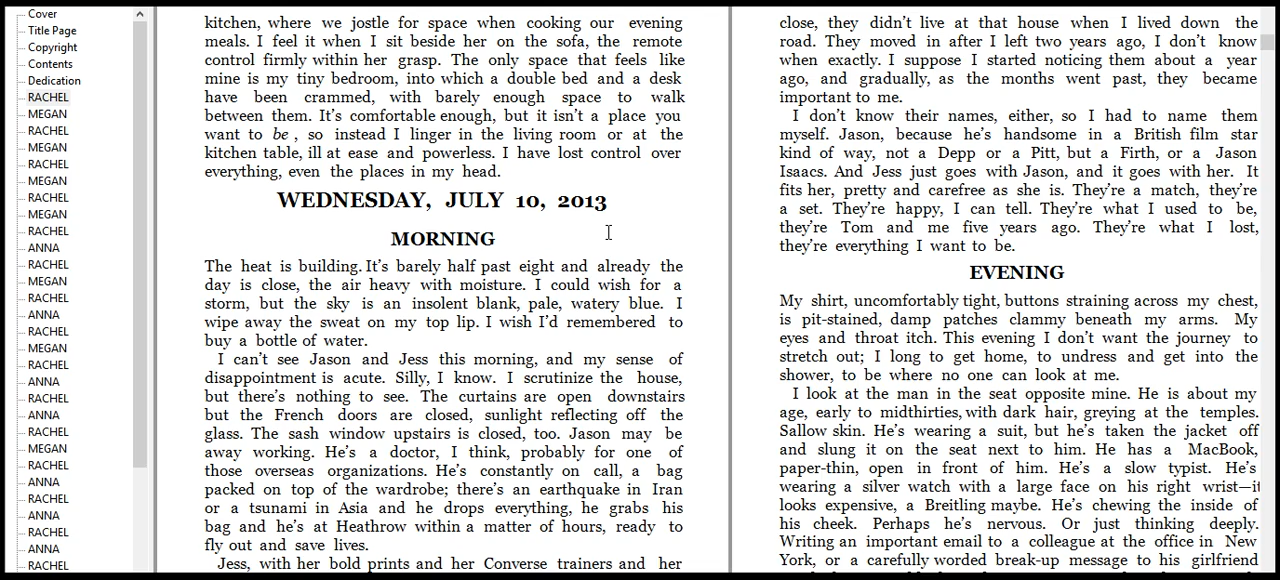 Cover
Title Page
Copyright
Contents
Dedication
RACHEL
MEGAN
RACHEL
MEGAN
RACHEL
MEGAN
RACHEL
MEGAN
RACHEL
ANNA
RACHEL
MEGAN
RACHEL
ANNA
RACHEL
MEGAN
RACHEL
ANNA
RACHEL
ANNA
RACHEL
MEGAN
RACHEL
ANNA
RACHEL
ANNA
RACHEL
ANNA
RACHEL
kitchen, where we jostle for space when cooking our evening
meals. I feel it when I sit beside her on the sofa, the remote
control firmly within her grasp. The only space that feels like
mine is my tiny bedroom, into which a double bed and a desk
have been crammed, with barely enough space to walk
between them. It’s comfortable enough, but it isn’t a place you
want to be , so instead I linger in the living room or at the
kitchen table, ill at ease and powerless. I have lost control over
everything, even the places in my head.
WEDNESDAY, JULY 10, 2013
MORNING
The heat is building. It’s barely half past eight and already the
day is close, the air heavy with moisture. I could wish for a
storm, but the sky is an insolent blank, pale, watery blue. I
wipe away the sweat on my top lip. I wish I’d remembered to
buy a bottle of water.
I can’t see Jason and Jess this morning, and my sense of
disappointment is acute. Silly, I know. I scrutinize the house,
but there’s nothing to see. The curtains are open downstairs
but the French doors are closed, sunlight reflecting off the
glass. The sash window upstairs is closed, too. Jason may be
away working. He’s a doctor, I think, probably for one of
those overseas organizations. He’s constantly on call, a bag
packed on top of the wardrobe; there’s an earthquake in Iran
or a tsunami in Asia and he drops everything, he grabs his
bag and he’s at Heathrow within a matter of hours, ready to
fly out and save lives.
Jess, with her bold prints and her Converse trainers and her
close, they didn’t live at that house when I lived down the
road. They moved in after I left two years ago, I don’t know
when exactly. I suppose I started noticing them about a year
ago, and gradually, as the months went past, they became
important to me.
I don’t know their names, either, so I had to name them
myself. Jason, because he’s handsome in a British film star
kind of way, not a Depp or a Pitt, but a Firth, or a Jason
Isaacs. And Jess just goes with Jason, and it goes with her. It
fits her, pretty and carefree as she is. They’re a match, they’re
a set. They’re happy, I can tell. They’re what I used to be,
they’re Tom and me five years ago. They’re what I lost,
they’re everything I want to be.
EVENING
My shirt, uncomfortably tight, buttons straining across my chest,
is pit-stained, damp patches clammy beneath my arms. My
eyes and throat itch. This evening I don’t want the journey to
stretch out; I long to get home, to undress and get into the
shower, to be where no one can look at me.
I look at the man in the seat opposite mine. He is about my
age, early to midthirties, with dark hair, greying at the temples.
Sallow skin. He’s wearing a suit, but he’s taken the jacket off
and slung it on the seat next to him. He has a MacBook,
paper-thin, open in front of him. He’s a slow typist. He’s
wearing a silver watch with a large face on his right wrist—it
looks expensive, a Breitling maybe. He’s chewing the inside of
his cheek. Perhaps he’s nervous. Or just thinking deeply.
Writing an important email to a colleague at the office in New
York, or a carefully worded break-up message to his girlfriend